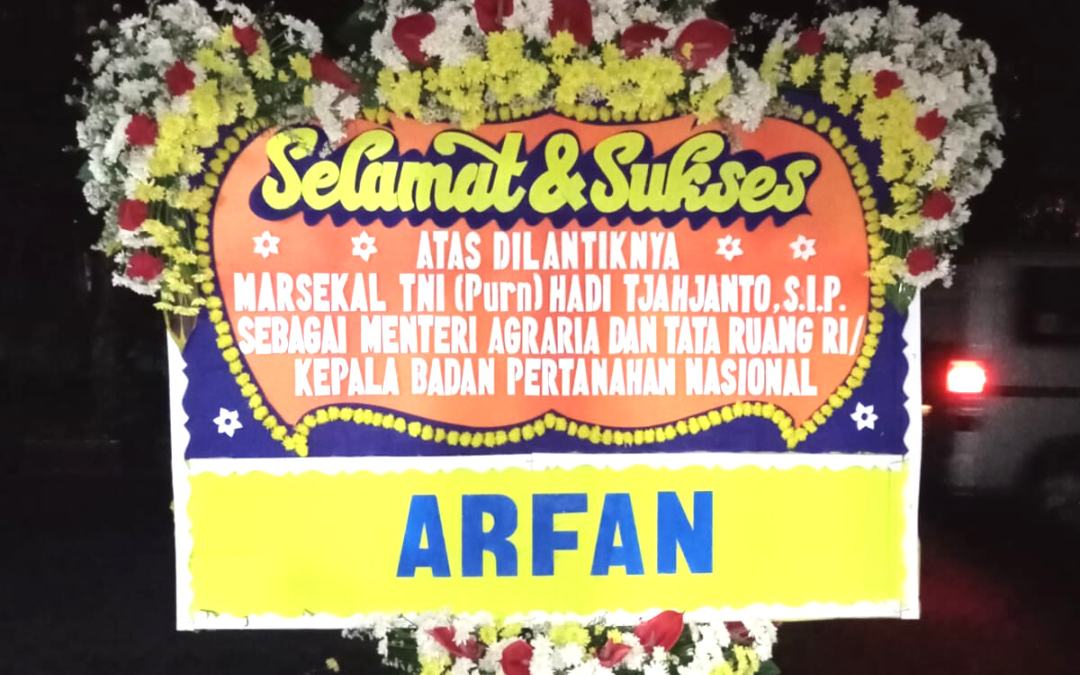 Selamat & Sukses
ATAS DILANTIKNYA
MARSEKAL TNI (Purn) HADI TJAHJANTO, S.I.P.
SEBAGAI MENTERI AGRARIA DAN TATA RUANG RI/
KEPALA BADAN PERTANAHAN NASIONAL
ARFAN